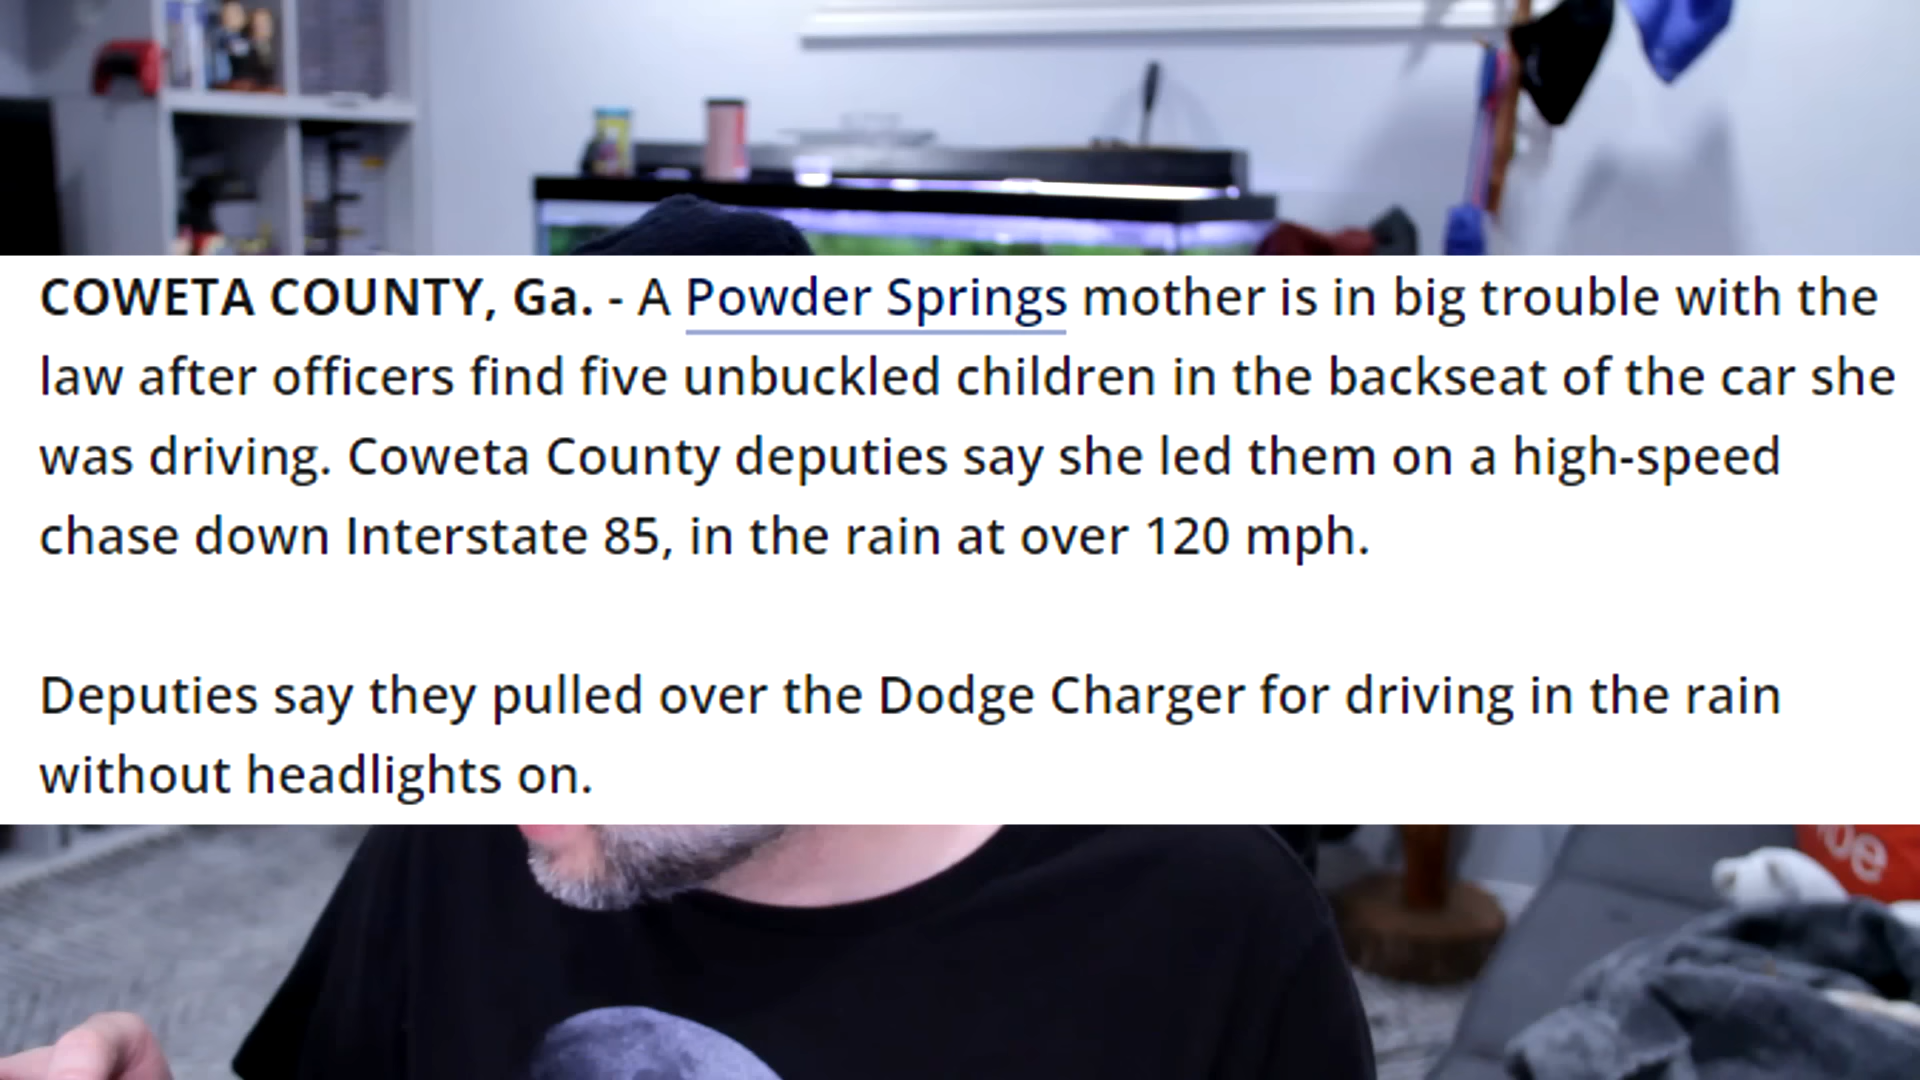 COWETA COUNTY, Ga. - A Powder Springs mother is in big trouble with the
law after officers find five unbuckled children in the backseat of the car she
was driving. Coweta County deputies say she led them on a high-speed
chase down Interstate 85, in the rain at over 120 mph.
Deputies say they pulled over the Dodge Charger for driving in the rain
without headlights on.